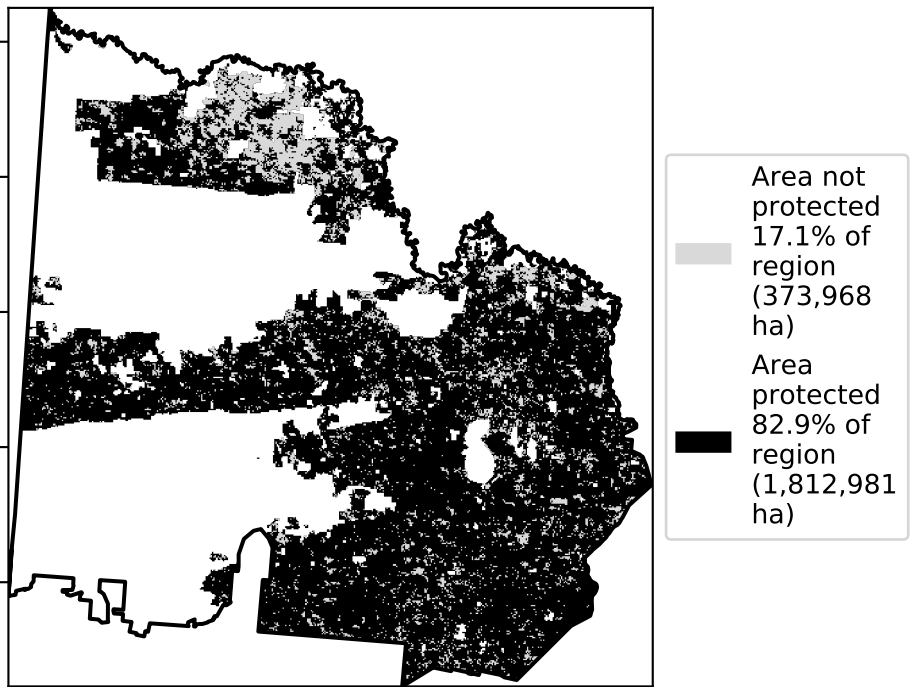 Area not
protected
17.1% of
region
(373,968
ha)
Area
protected
82.9% of
region
(1,812,981
ha)